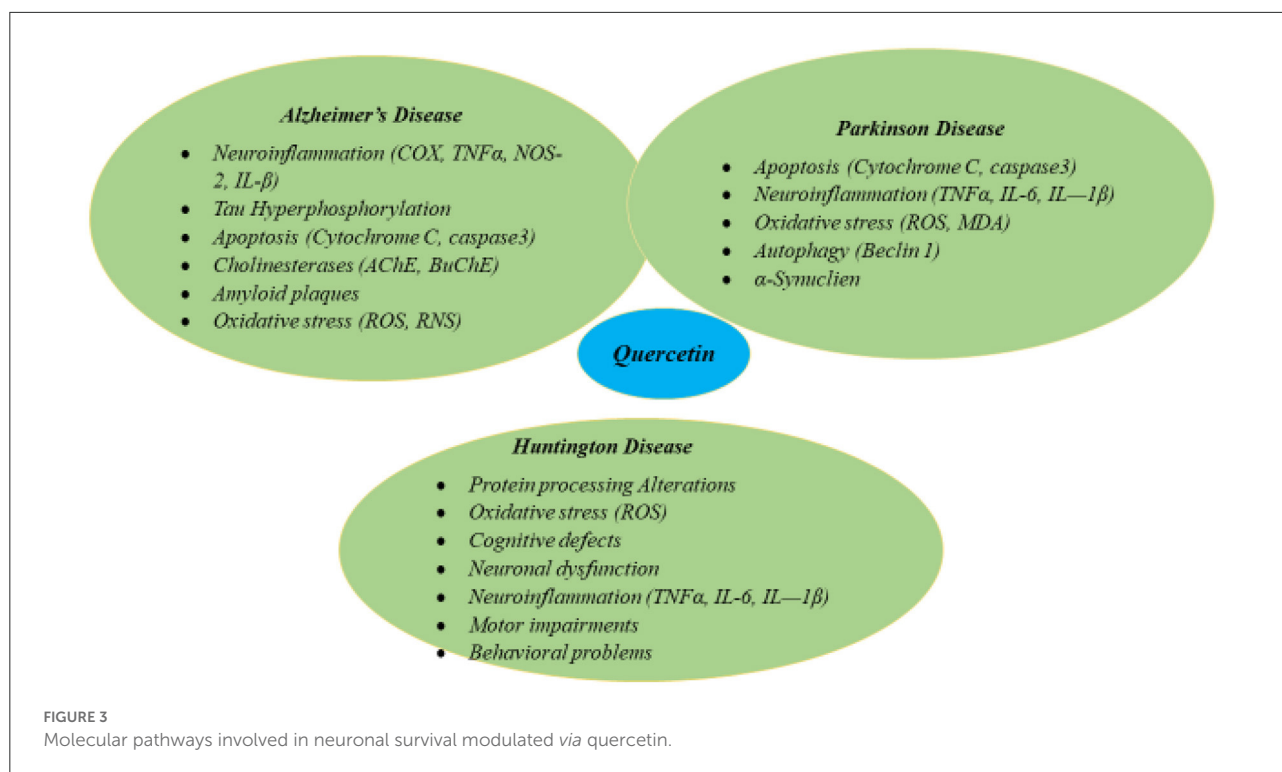 Alzheimer's Disease
• Neuroinflammation (COX, TNFα, NOS-
2, IL-β)
• Tau Hyperphosphorylation
• Apoptosis (Cytochrome C, caspase3)
• Cholinesterases (AChE, BuChE)
• Amyloid plaques
• Oxidative stress (ROS, RNS)
Parkinson Disease
• Apoptosis (Cytochrome C, caspase3)
• Neuroinflammation (TNFα, IL-6, IL—1β)
• Oxidative stress (ROS, MDA)
• Autophagy (Beclin 1)
• α-Synuclien
Quercetin
Huntington Disease
• Protein processing Alterations
• Oxidative stress (ROS)
• Cognitive defects
• Neuronal dysfunction
• Neuroinflammation (TNFα, IL-6, IL—1β)
• Motor impairments
• Behavioral problems
FIGURE 3
Molecular pathways involved in neuronal survival modulated via quercetin.